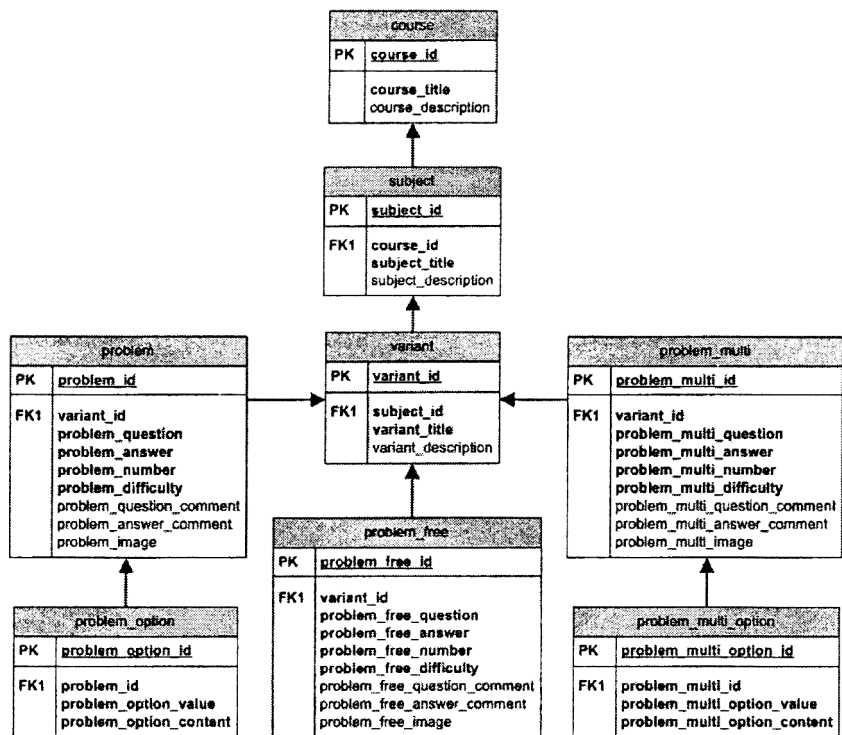 course
PK course_id
course_title
course_description
subject
PK subject_id
FK1 course_id
subject_title
subject_description
variant
PK variant_id
FK1 subject_id
variant_title
variant_description
problem
PK problem_id
FK1 variant_id
problem_question
problem_answer
problem_number
problem_difficulty
problem_question_comment
problem_answer_comment
problem_image
problem_multi
PK problem_multi_id
FK1 variant_id
problem_multi_question
problem_multi_answer
problem_multi_number
problem_multi_difficulty
problem_multi_question_comment
problem_multi_answer_comment
problem_multi_image
problem_free
PK problem_free_id
FK1 variant_id
problem_free_question
problem_free_answer
problem_free_number
problem_free_difficulty
problem_free_question_comment
problem_free_answer_comment
problem_free_image
problem_option
PK problem_option_id
FK1 problem_id
problem_option_value
problem_option_content
problem_multi_option
PK problem_multi_option_id
FK1 problem_multi_id
problem_multi_option_value
problem_multi_option_content